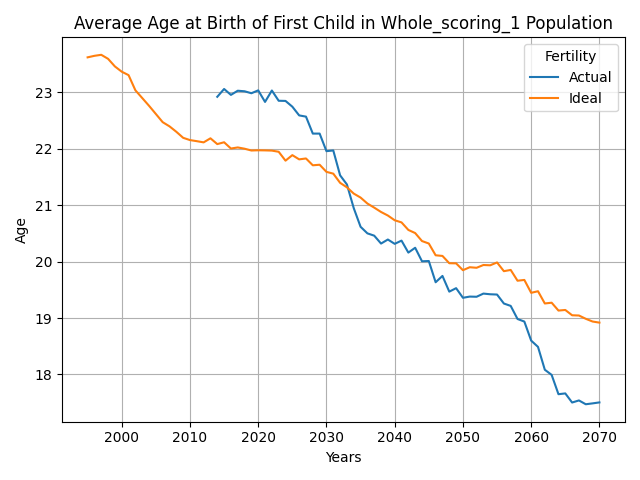 Average Age at Birth of First Child in Whole_scoring_1 Population
Fertility
Actual
Ideal
Age
23
22
21
20
19
18
2000 2010 2020 2030 2040 2050 2060 2070
Years